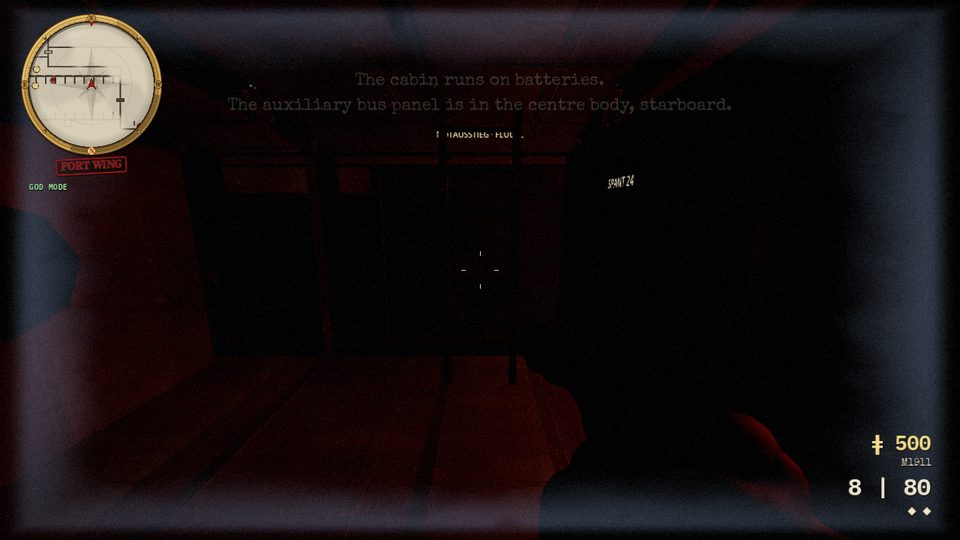 The cabin runs on batteries.
The auxiliary bus panel is in the centre body, starboard.
SPANT 24
PORT WING
GOD MODE
500
M1911
8 | 80